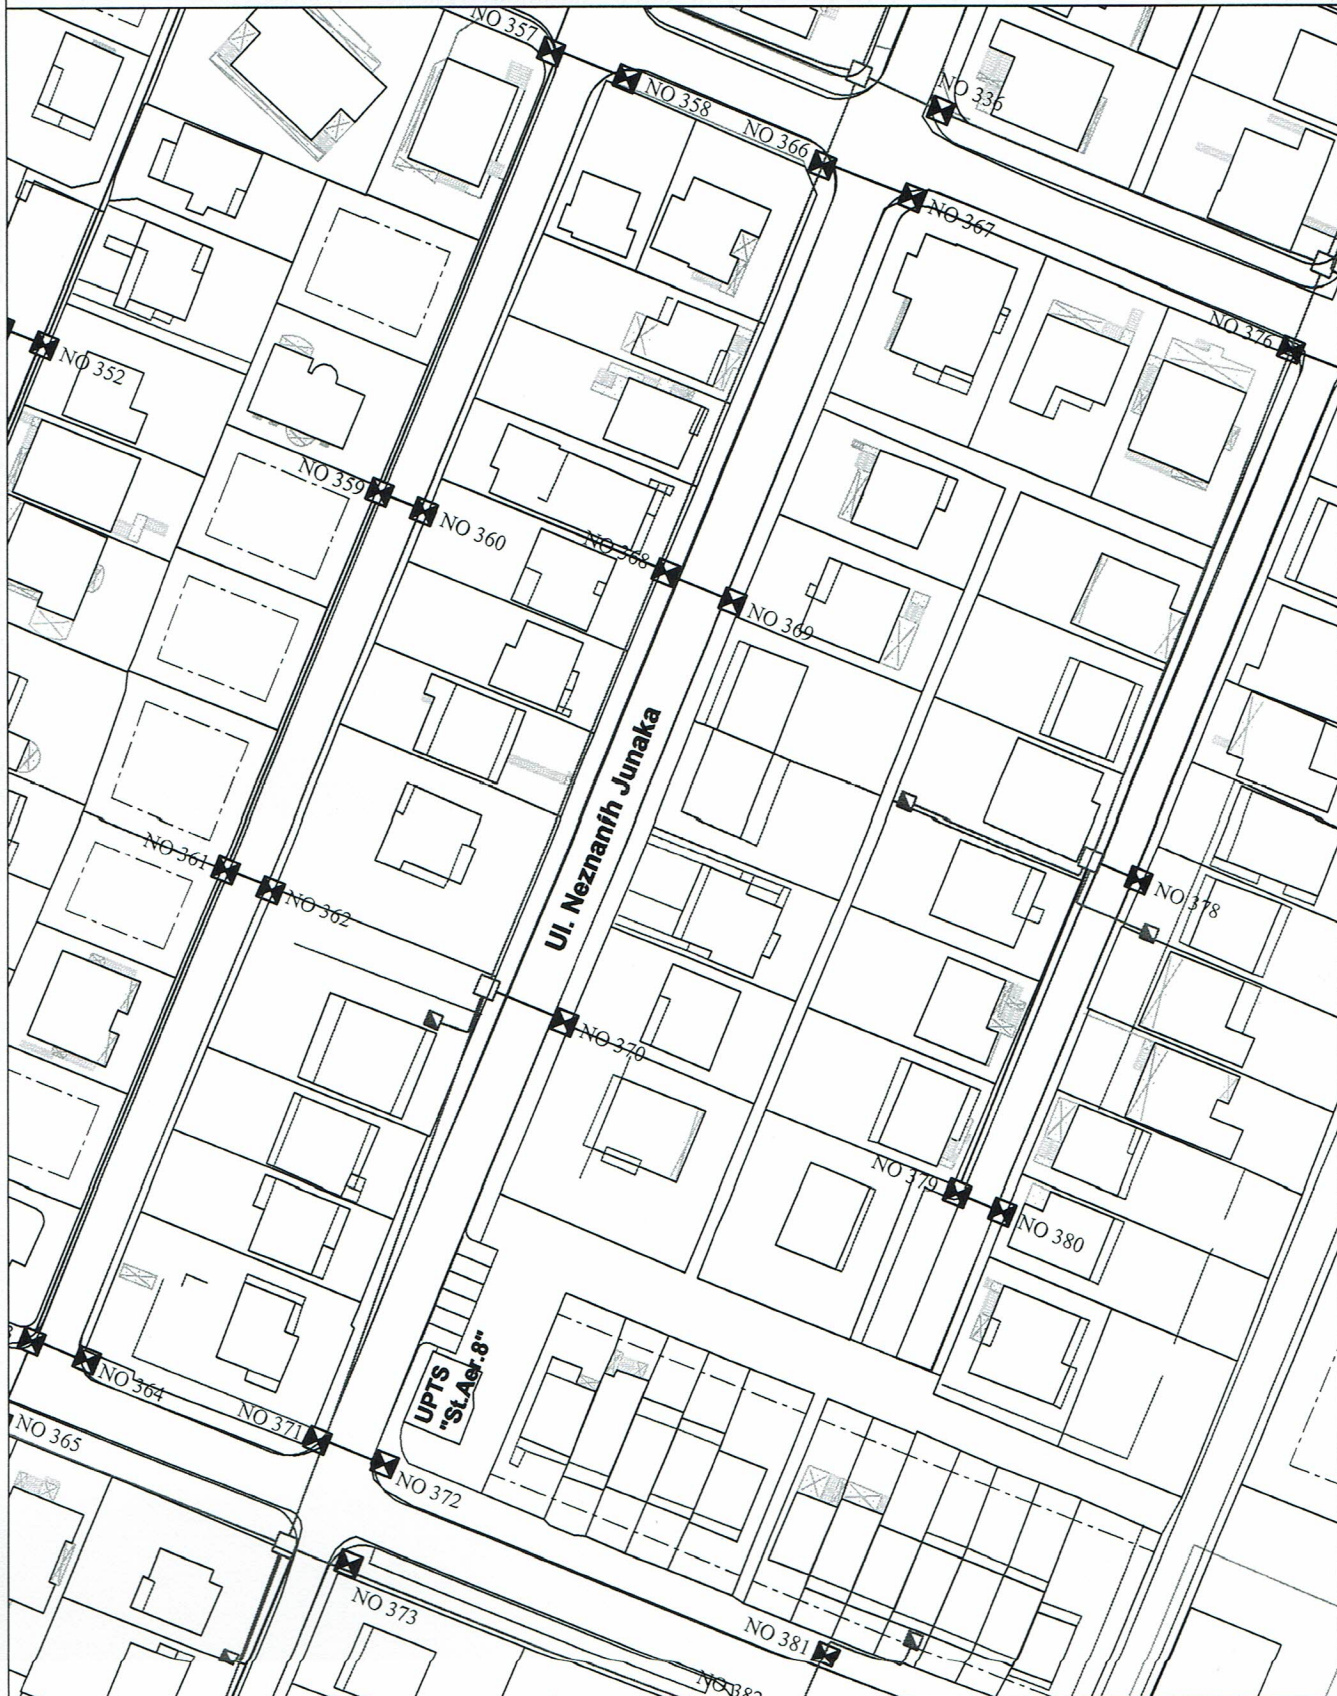 NO 357
NO 358
NO 336
NO 366
NO 367
NO 376
NO 352
NO 359
NO 360
NO 368
NO 369
Ul. Neznanih Junaka
NO 361
NO 362
NO 378
NO 370
NO 379
NO 380
NO 364
UPTS
"St.Aer.8"
NO 371
NO 365
NO 372
NO 373
NO 381
NO 382